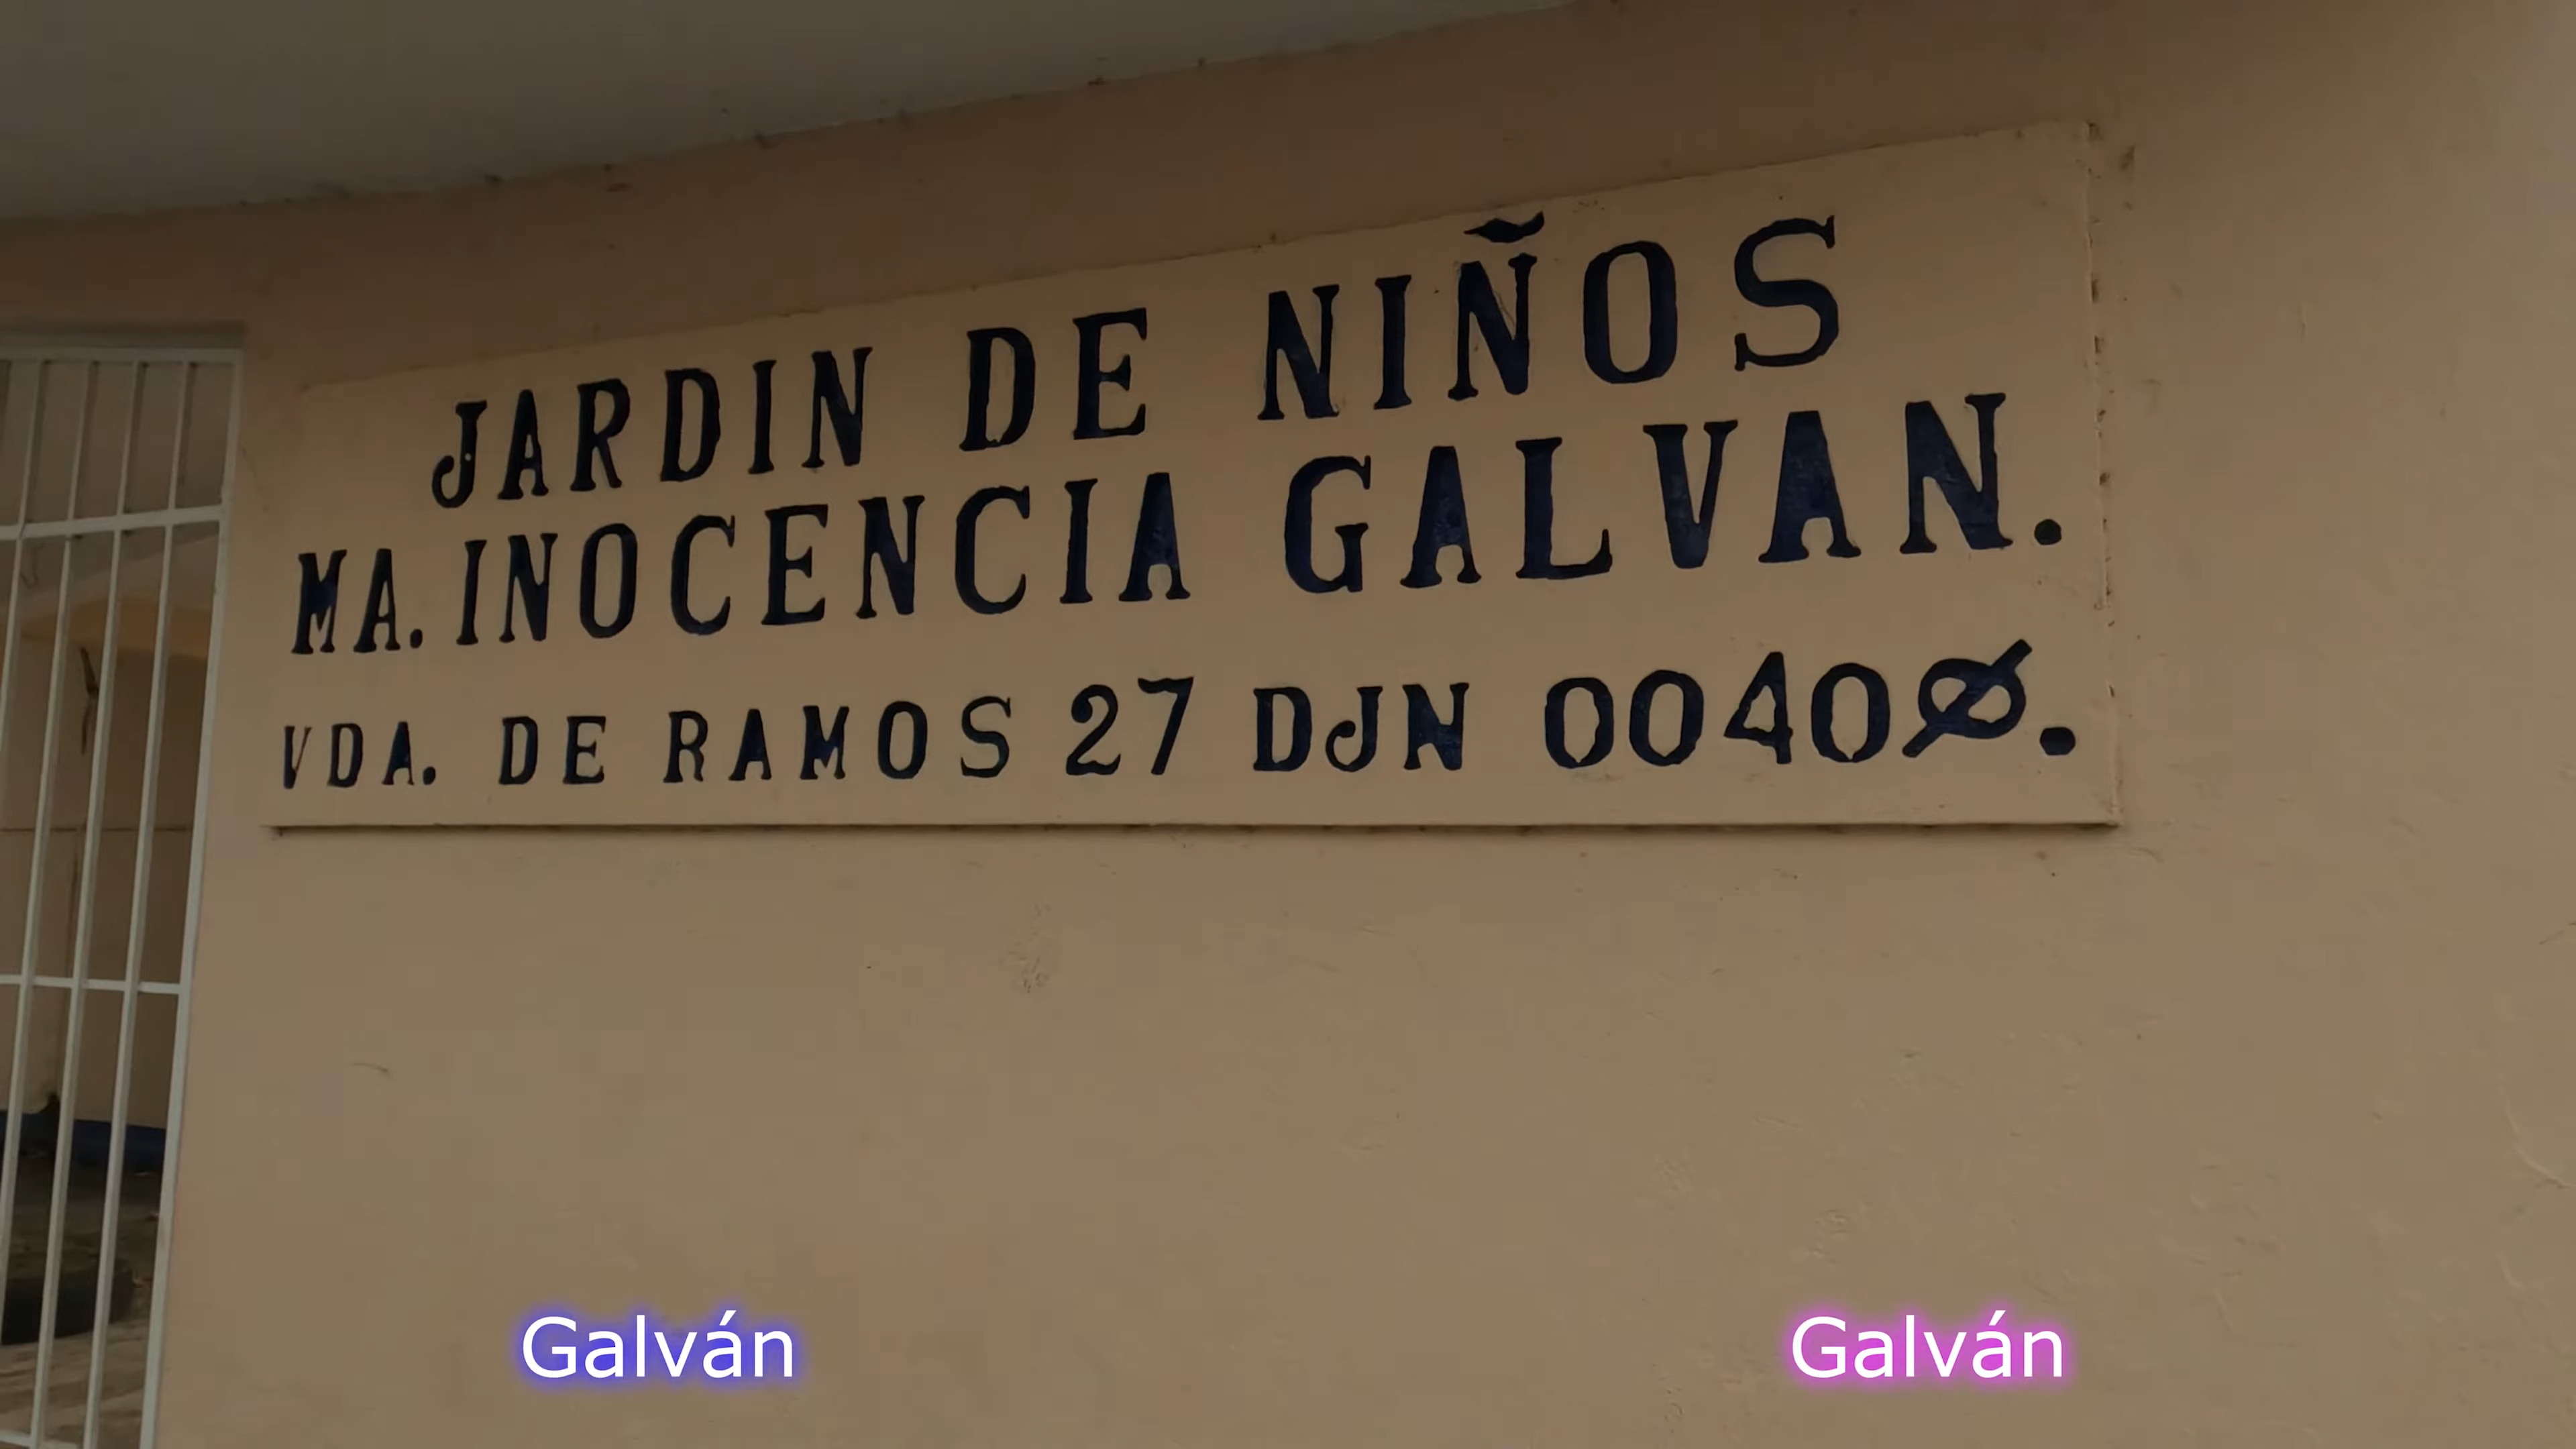 JARDIN DE NIÑOS
MA. INOCENCIA GALVAN.
VDA. DE RAMOS 27 DJN 0040Ø.
Galván Galván